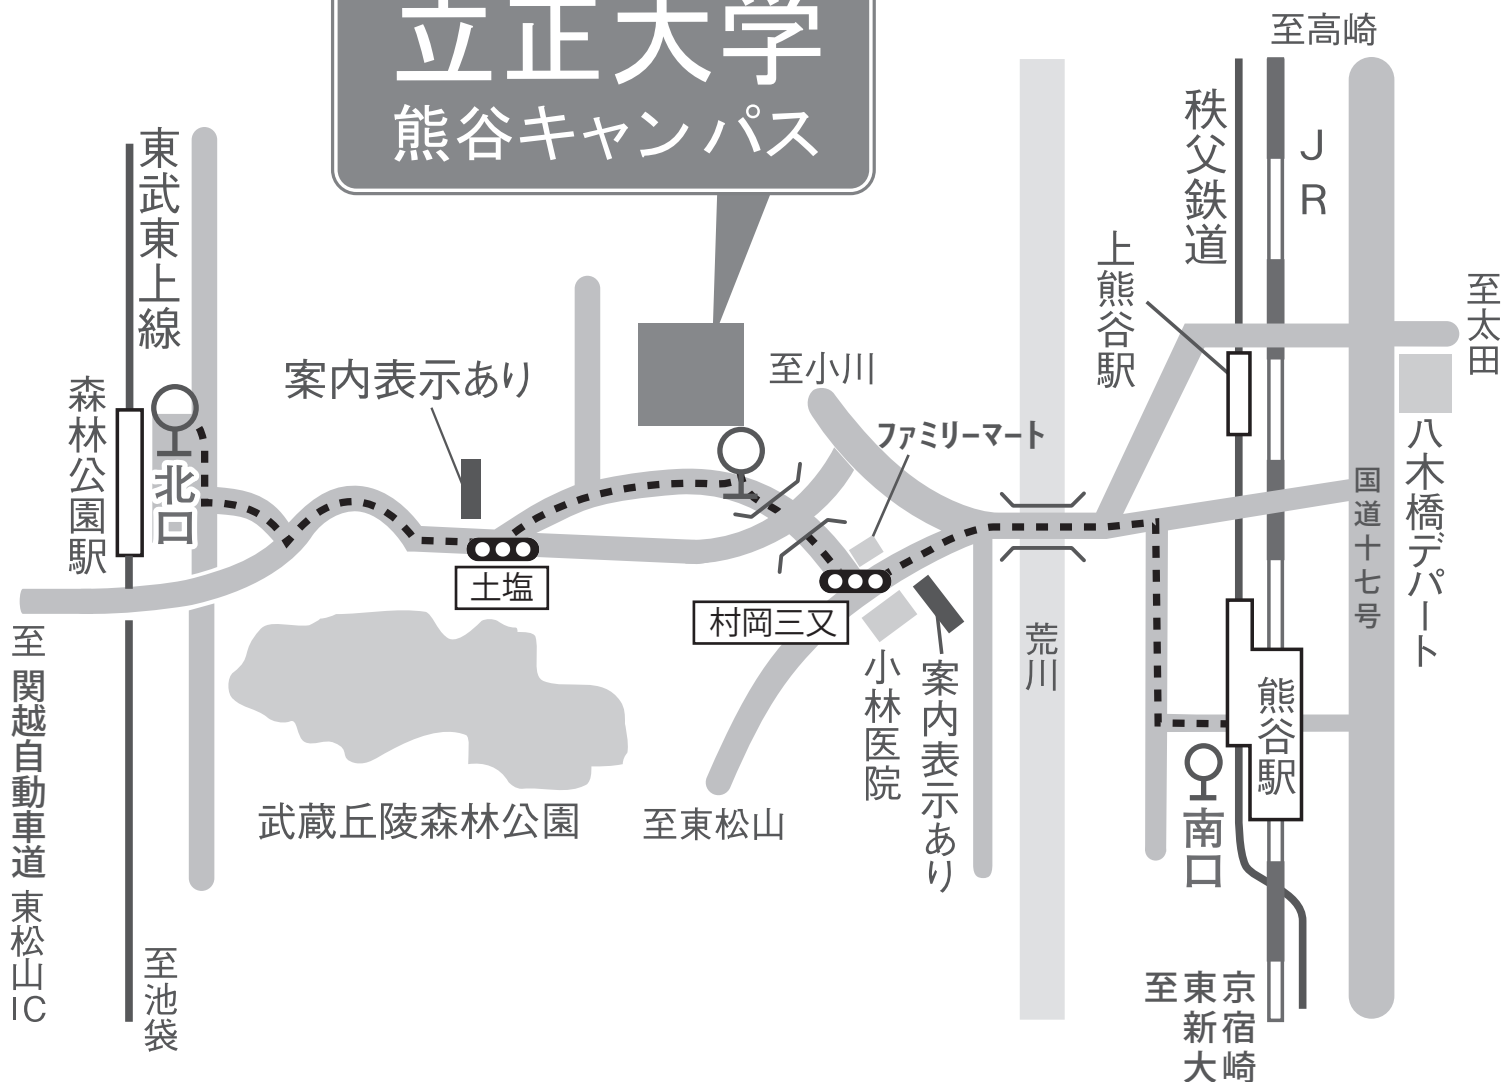 立正大学
熊谷キャンパス
至高崎
秩父鉄道
JR
東武東上線
上熊谷駅
至太田
案内表示あり
至小川
森林公園駅
北口
ファミリーマート
八木橋デパート
国道十七号
土塩
村岡三又
荒川
至 関越自動車道 東松山IC
小林医院
案内表示あり
熊谷駅
武蔵丘陵森林公園
至東松山
南口
至池袋
至
東京
新宿
大崎